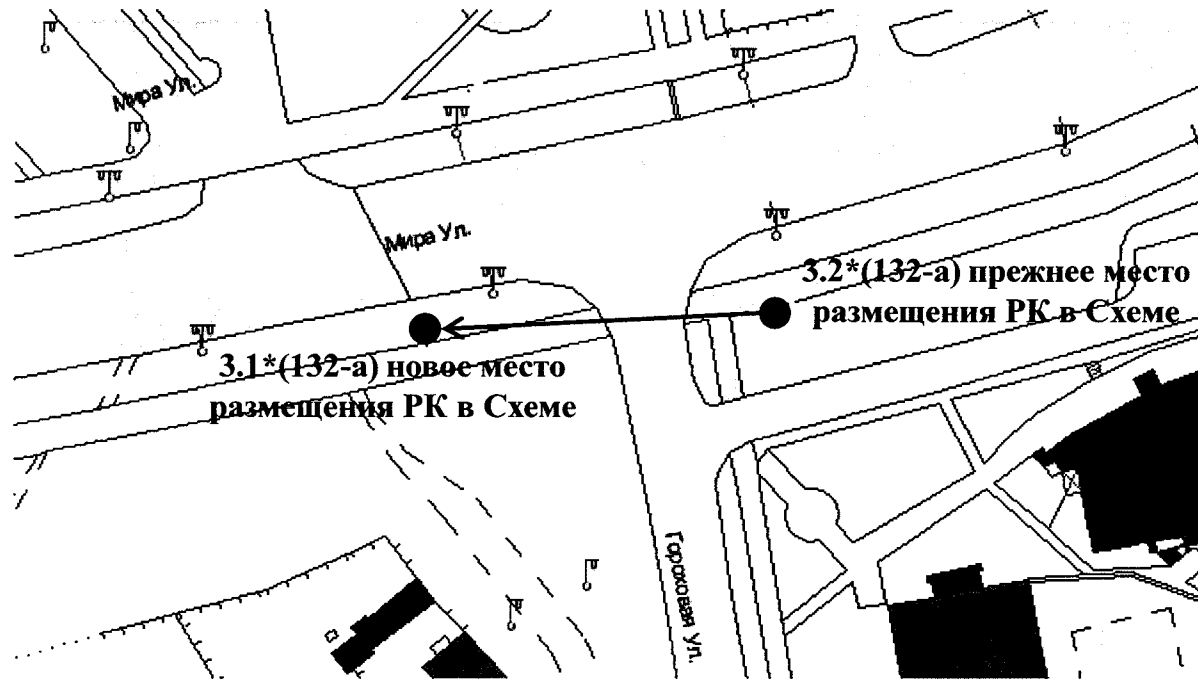 Мира Ул.
Мира Ул.
3.2*(132-а) прежнее место
размещения РК в Схеме
3.1*(132-а) новое место
размещения РК в Схеме
Гороховая Ул.